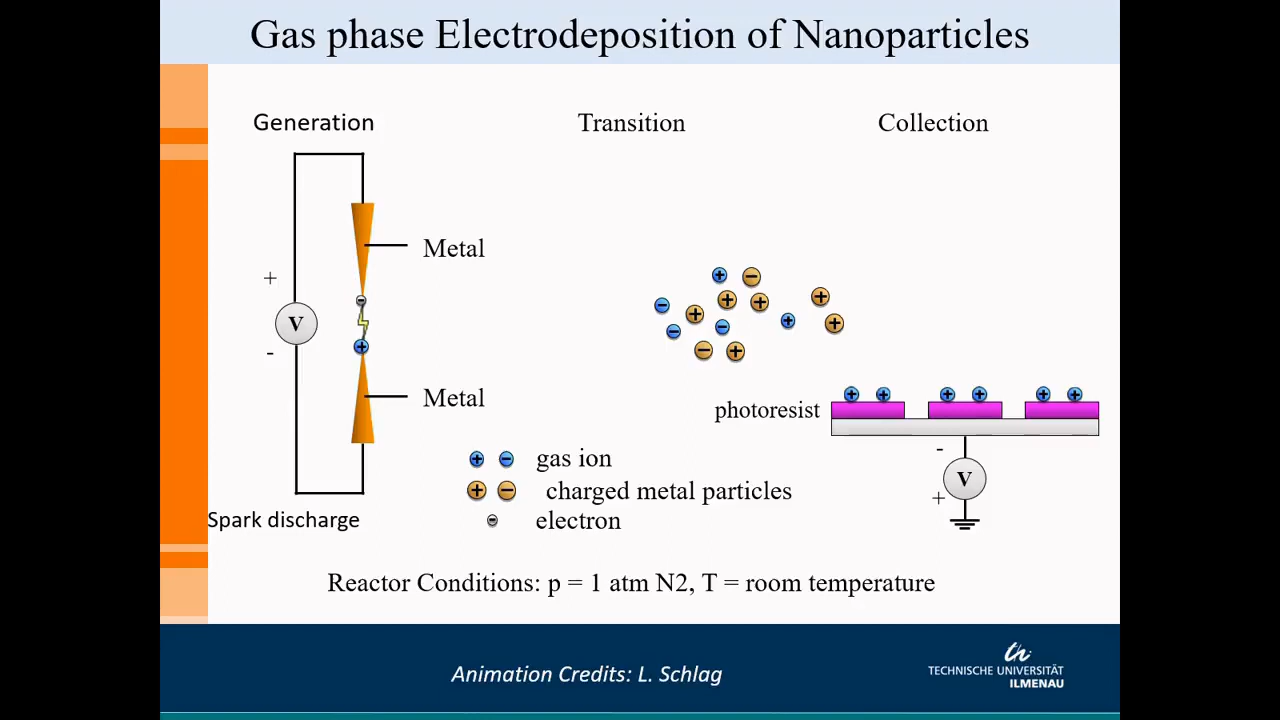 Gas phase Electrodeposition of Nanoparticles
Generation
Transition
Collection
Metal
+
V
-
Metal
photoresist
-
V
+
gas ion
charged metal particles
electron
Spark discharge
Reactor Conditions: p = 1 atm N2, T = room temperature
Animation Credits: L. Schlag
th
TECHNISCHE UNIVERSITÄT
ILMENAU